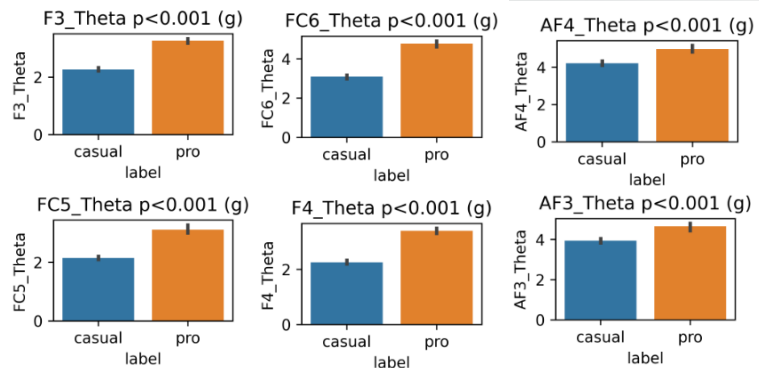 F3_Theta p<0.001 (g)
F3_Theta
2
0
casual
pro
label
FC6_Theta p<0.001 (g)
FC6_Theta
4
2
0
casual
pro
label
AF4_Theta p<0.001 (g)
AF4_Theta
4
2
0
casual
pro
label
FC5_Theta p<0.001 (g)
FC5_Theta
2
0
casual
pro
label
F4_Theta p<0.001 (g)
F4_Theta
2
0
casual
pro
label
AF3_Theta p<0.001 (g)
AF3_Theta
4
2
0
casual
pro
label